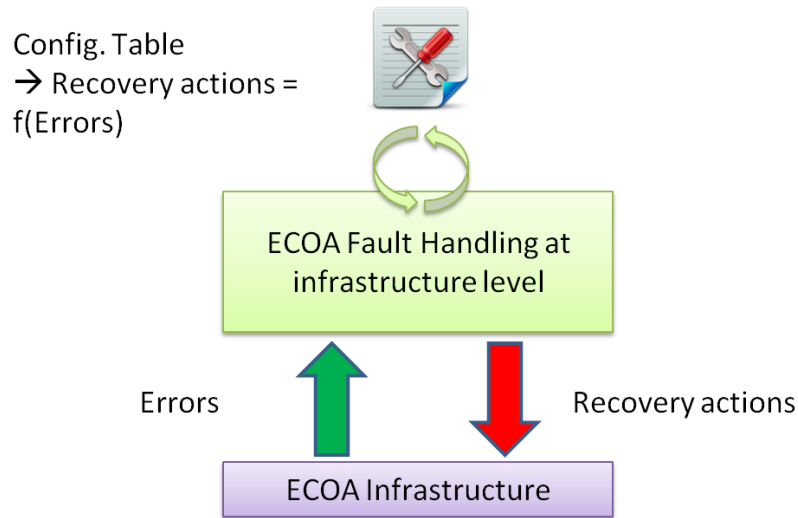 Config. Table
→ Recovery actions =
f(Errors)
ECOA Fault Handling at
infrastructure level
Errors
Recovery actions
ECOA Infrastructure